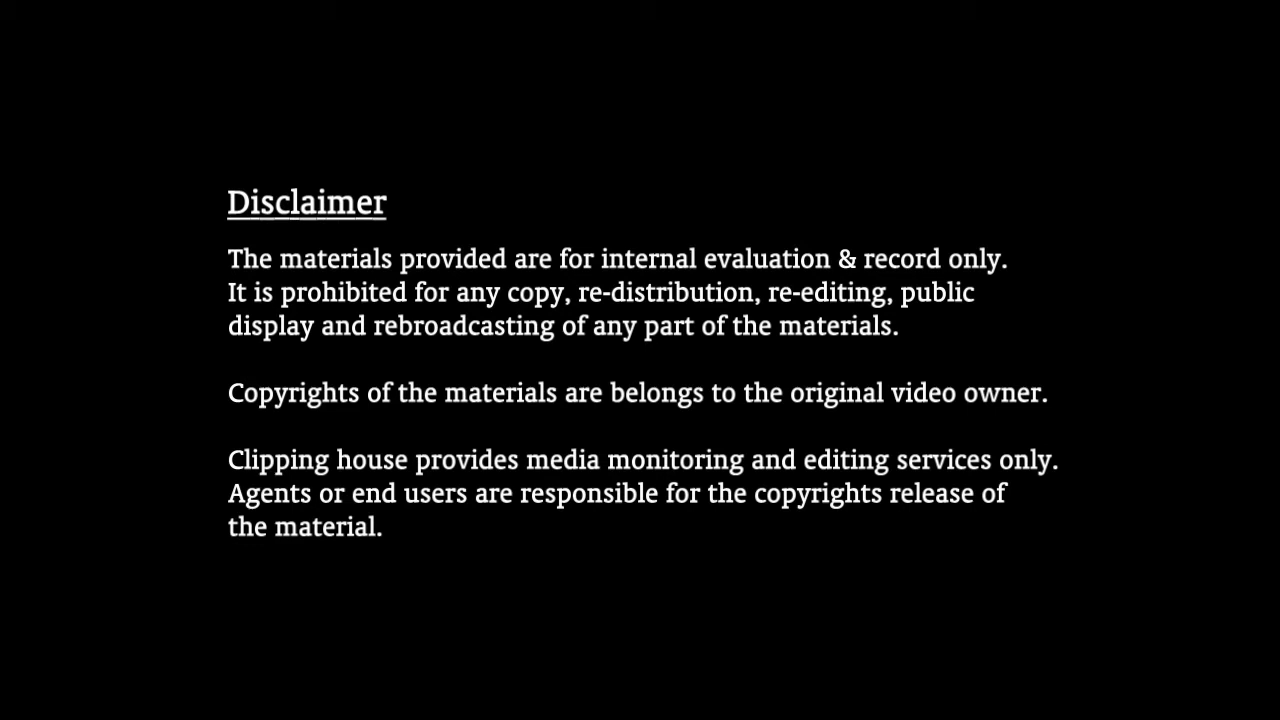 Disclaimer
The materials provided are for internal evaluation & record only.
It is prohibited for any copy, re-distribution, re-editing, public
display and rebroadcasting of any part of the materials.
Copyrights of the materials are belongs to the original video owner.
Clipping house provides media monitoring and editing services only.
Agents or end users are responsible for the copyrights release of
the material.